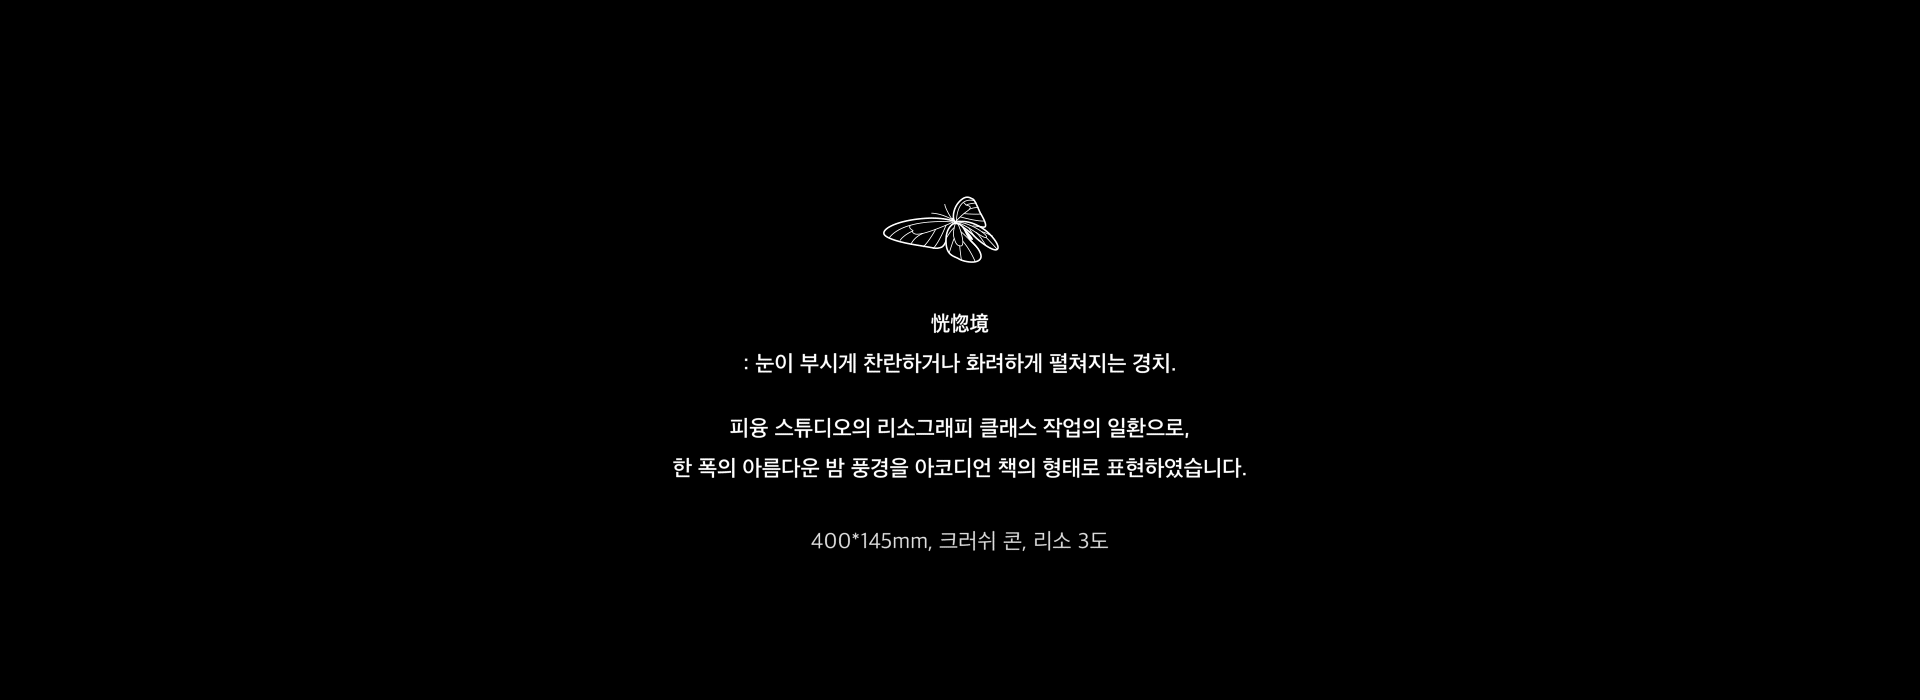 恍惚境
: 눈이 부시게 찬란하거나 화려하게 펼쳐지는 경치.
피융 스튜디오의 리소그래피 클래스 작업의 일환으로,
한 폭의 아름다운 밤 풍경을 아코디언 책의 형태로 표현하였습니다.
400*145mm, 크러쉬 콘, 리소 3도